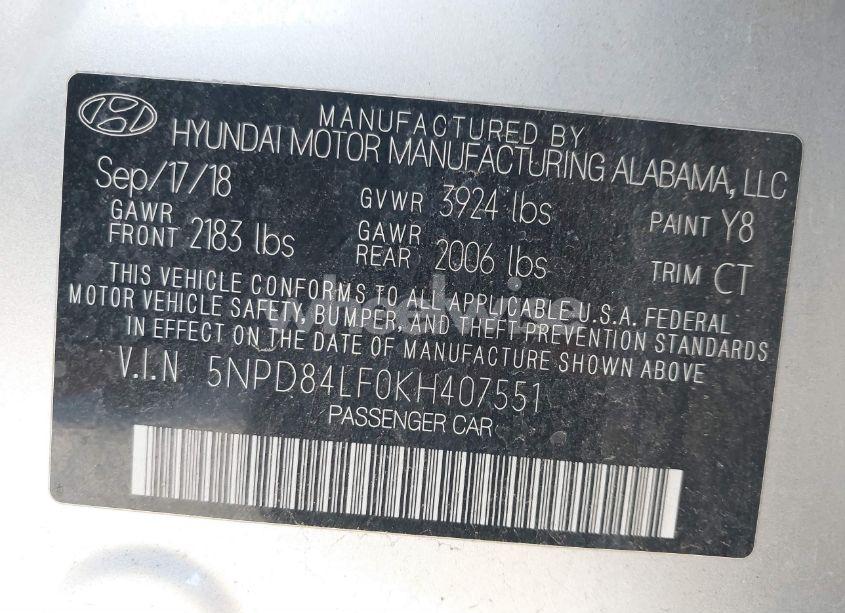 MANUFACTURED BY
HYUNDAI MOTOR MANUFACTURING ALABAMA, LLC
Sep/17/18 GVWR 3924 lbs PAINT Y8
GAWR FRONT 2183 lbs GAWR REAR 2006 lbs TRIM CT
THIS VEHICLE CONFORMS TO ALL APPLICABLE U.S.A. FEDERAL
MOTOR VEHICLE SAFETY, BUMPER, AND THEFT PREVENTION STANDARDS
IN EFFECT ON THE DATE OF MANUFACTURE SHOWN ABOVE
V.I.N 5NPD84LF0KH407551
PASSENGER CAR
wheelwire